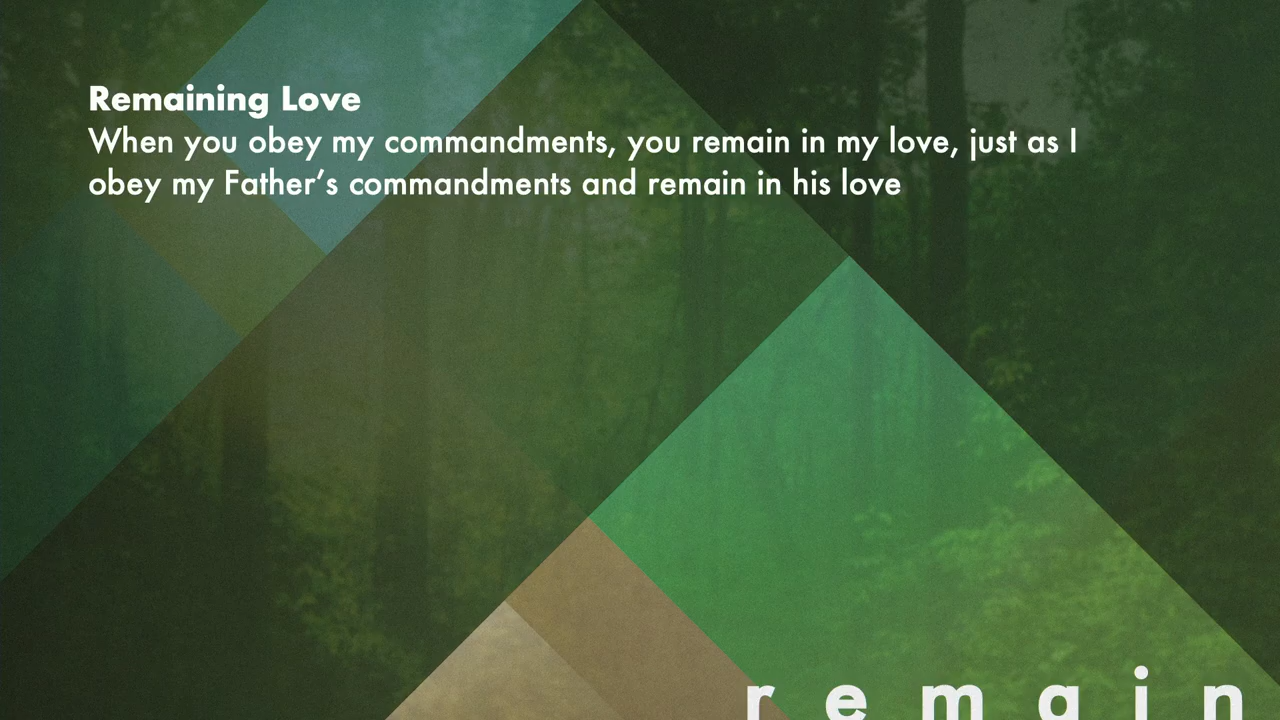 Remaining Love
When you obey my commandments, you remain in my love, just as I
obey my Father’s commandments and remain in his love
remain